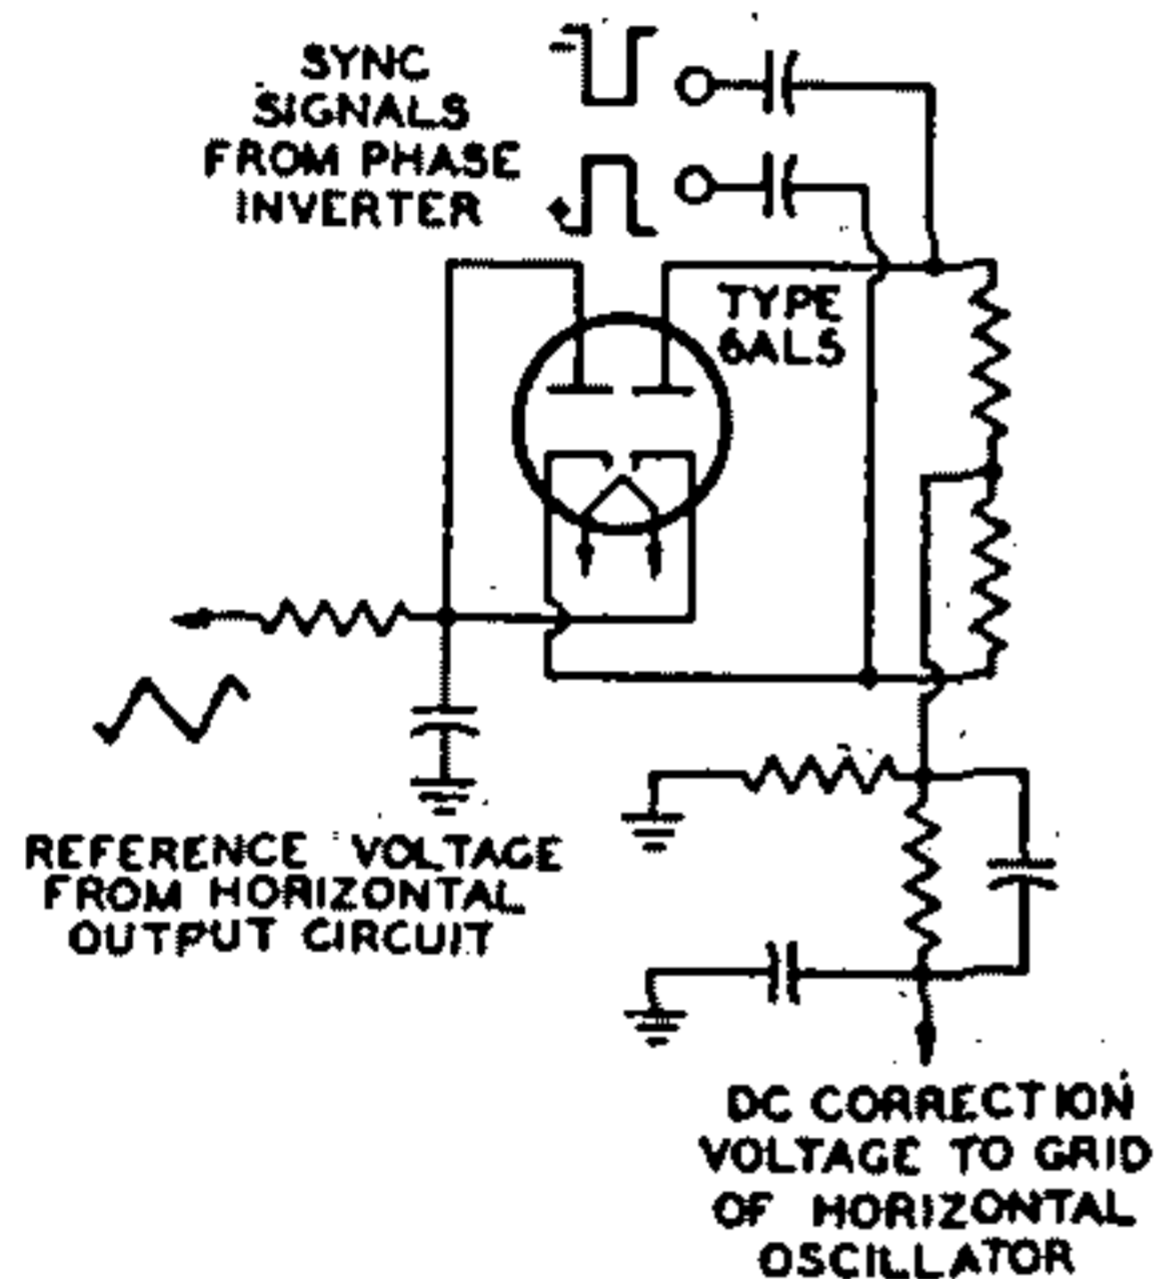 SYNC
SIGNALS
FROM PHASE
INVERTER
TYPE
6AL5
REFERENCE VOLTAGE
FROM HORIZONTAL
OUTPUT CIRCUIT
DC CORRECTION
VOLTAGE TO GRID
OF HORIZONTAL
OSCILLATOR